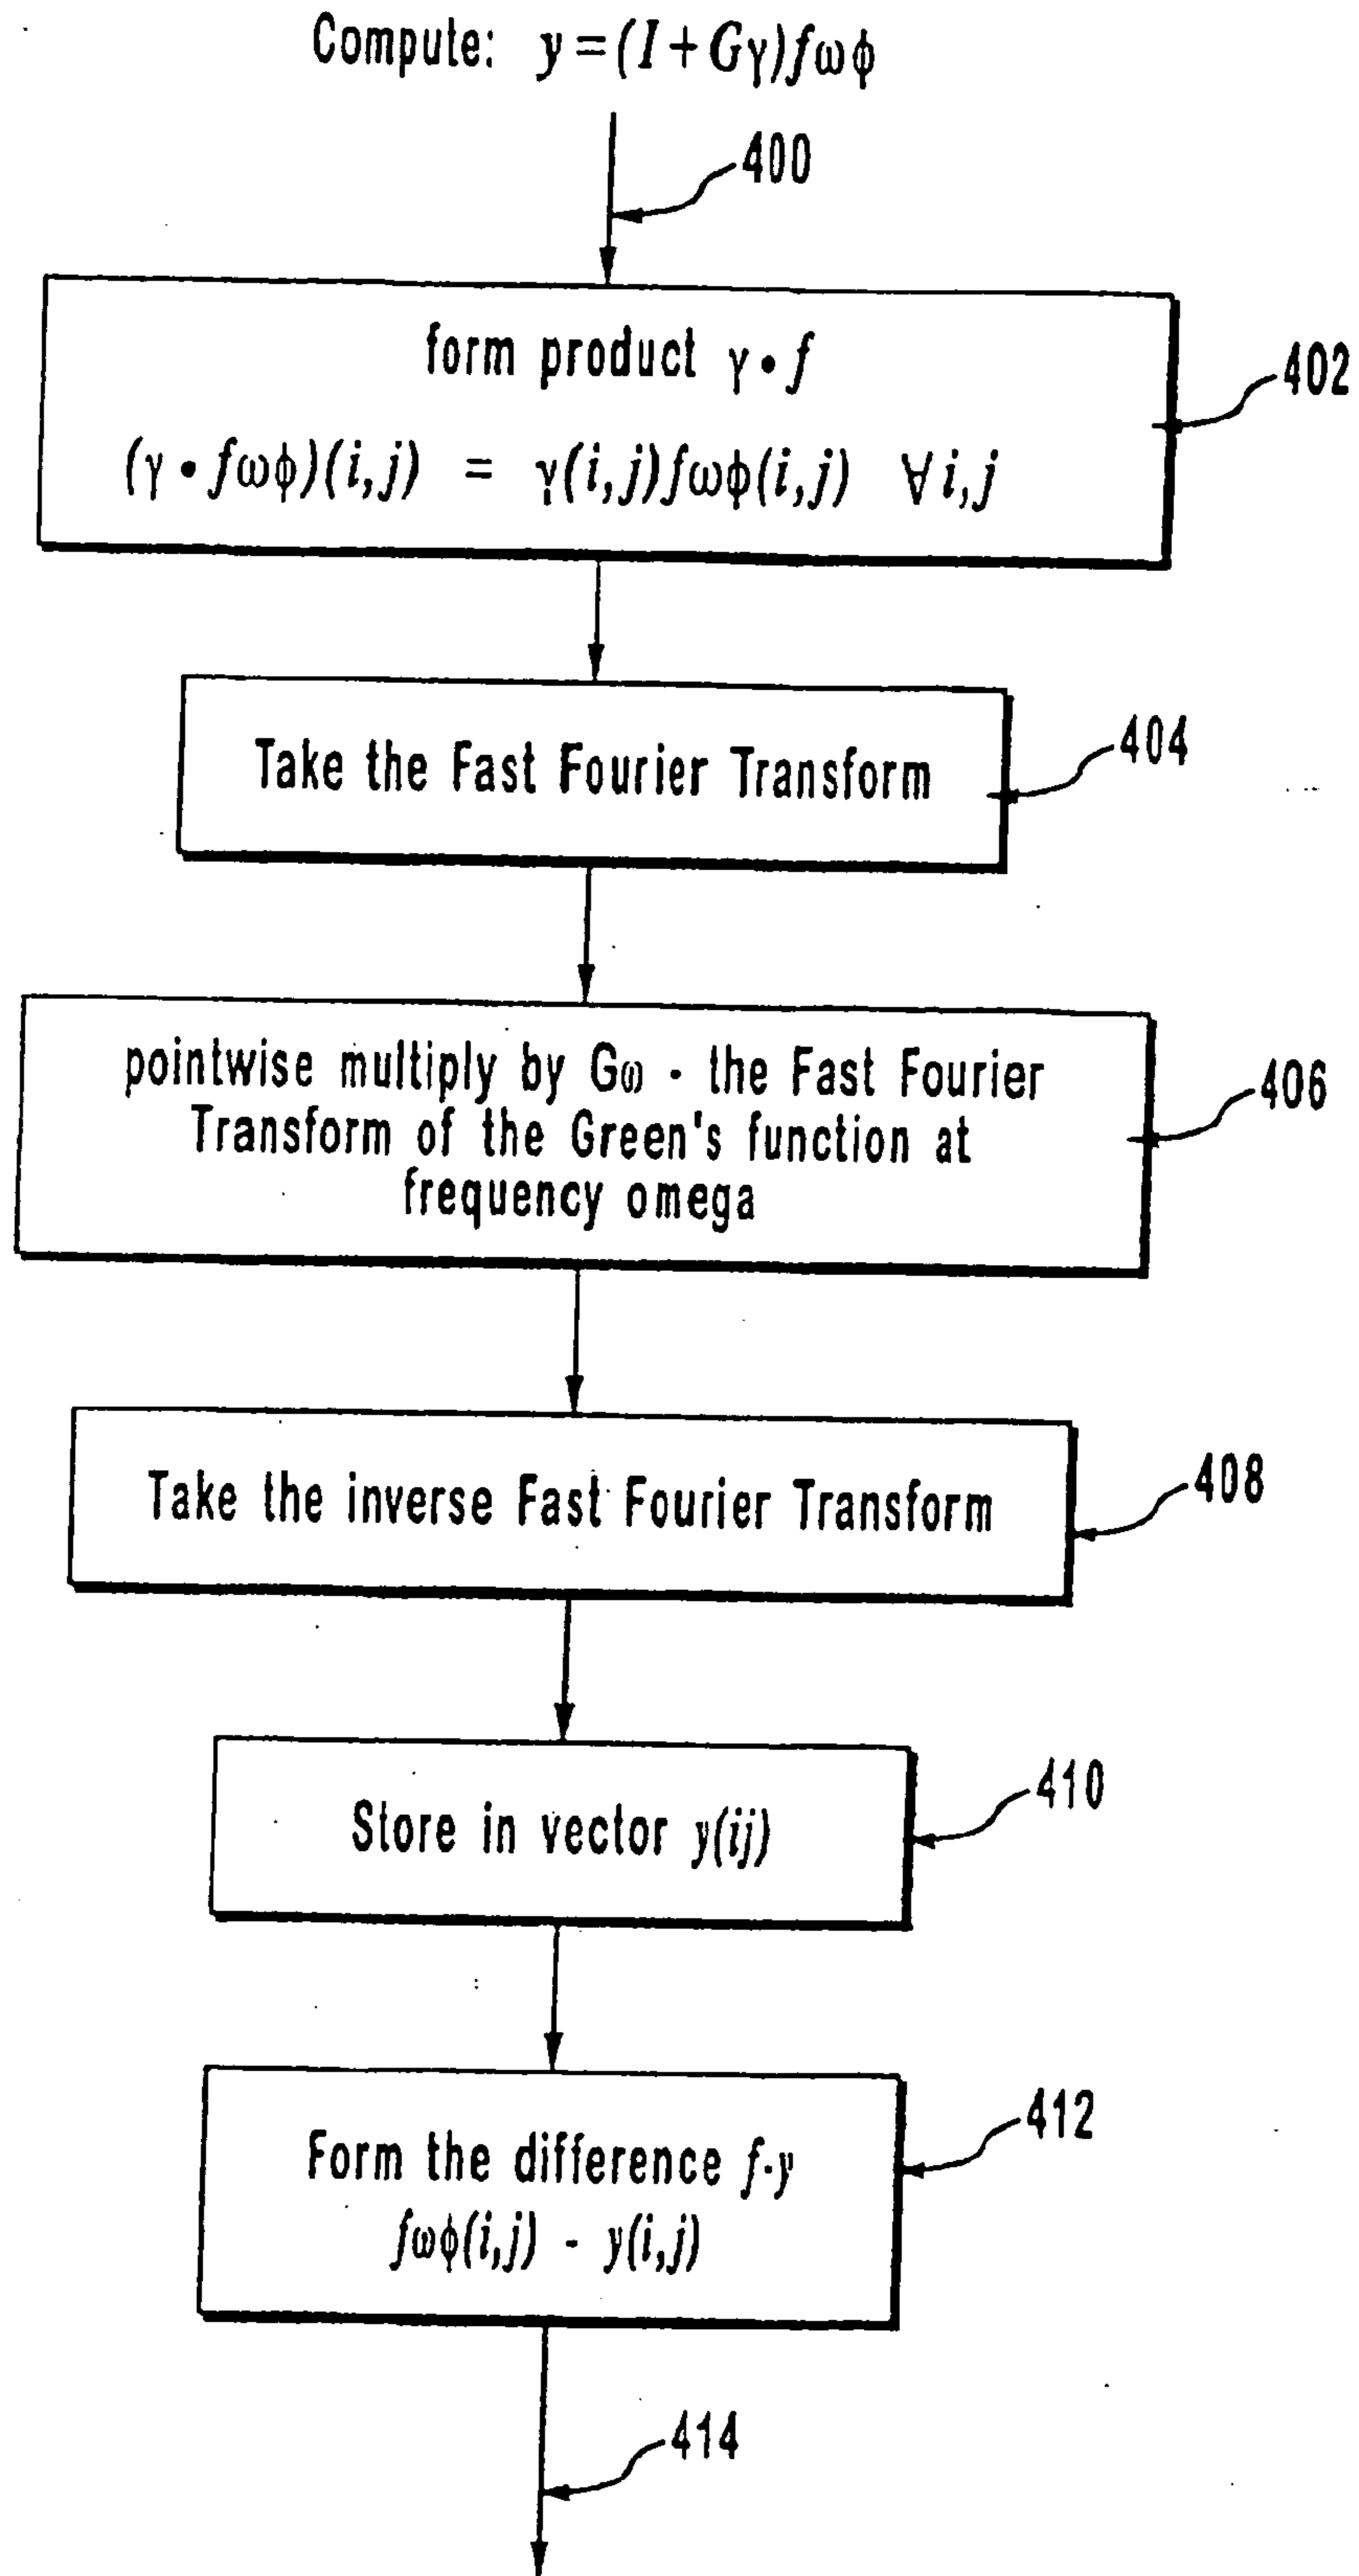 Compute: y=(I+Gγ)fωϕ
400
form product γ•f
402
(γ•fωϕ)(i,j) = γ(i,j)fωϕ(i,j) ∀i,j
Take the Fast Fourier Transform
404
pointwise multiply by Gω - the Fast Fourier
406
Transform of the Green's function at
frequency omega
Take the inverse Fast Fourier Transform
408
Store in vector y(ij)
410
Form the difference f-y
412
fωϕ(i,j) - y(i,j)
414